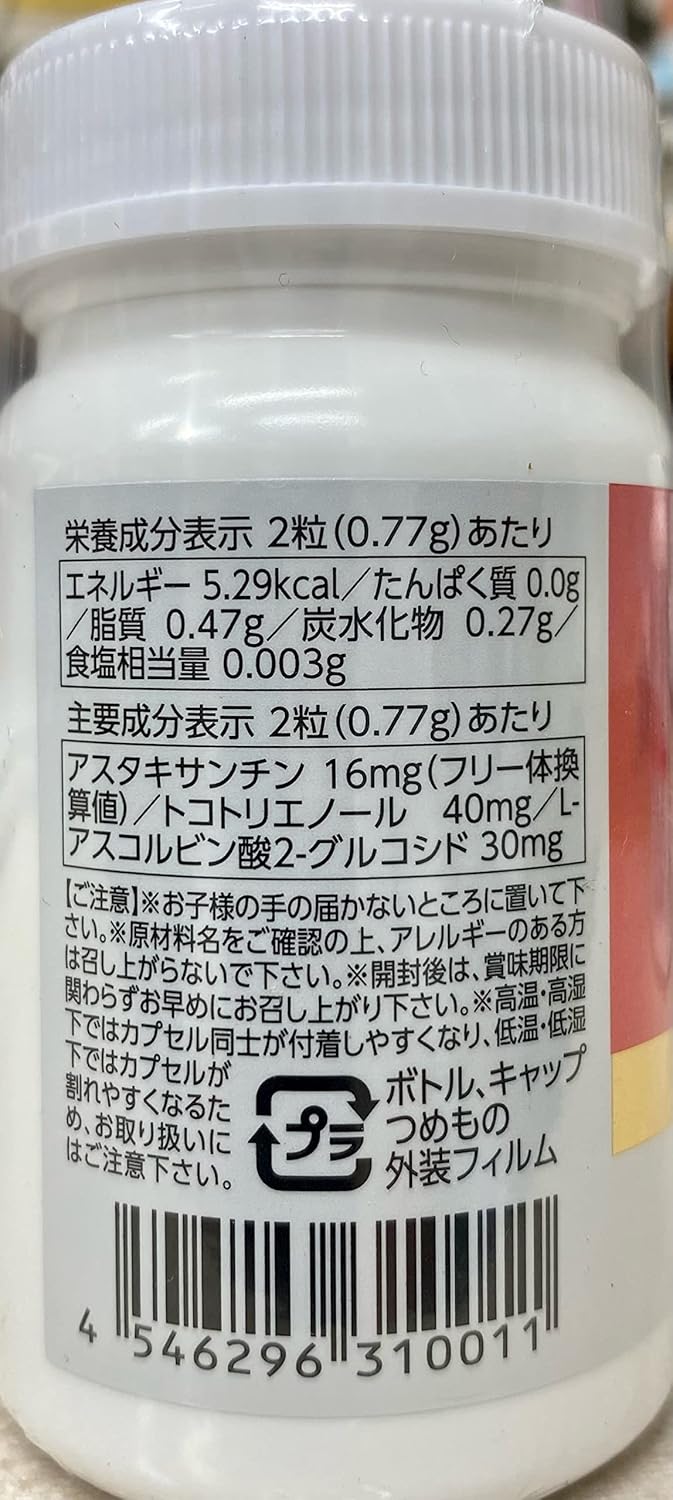 栄養成分表示 2粒(0.77g)あたり
エネルギー 5.29kcal/たんぱく質 0.0g
/脂質 0.47g/炭水化物 0.27g/
食塩相当量 0.003g
主要成分表示 2粒(0.77g)あたり
アスタキサンチン 16mg(フリー体換
算値)/トコトリエノール 40mg/L-
アスコルビン酸2-グルコシド 30mg
【ご注意】※お子様の手の届かないところに置いて下
さい。※原材料名をご確認の上、アレルギーのある方
は召し上がらないで下さい。※開封後は、賞味期限に
関わらずお早めにお召し上がり下さい。※高温・高湿
下ではカプセル同士が付着しやすくなり、低温・低湿
下ではカプセルが
割れやすくなるた
め、お取り扱いに
はご注意下さい。
プラ
ボトル、キャップ
つめもの
外装フィルム
4 546296 310011